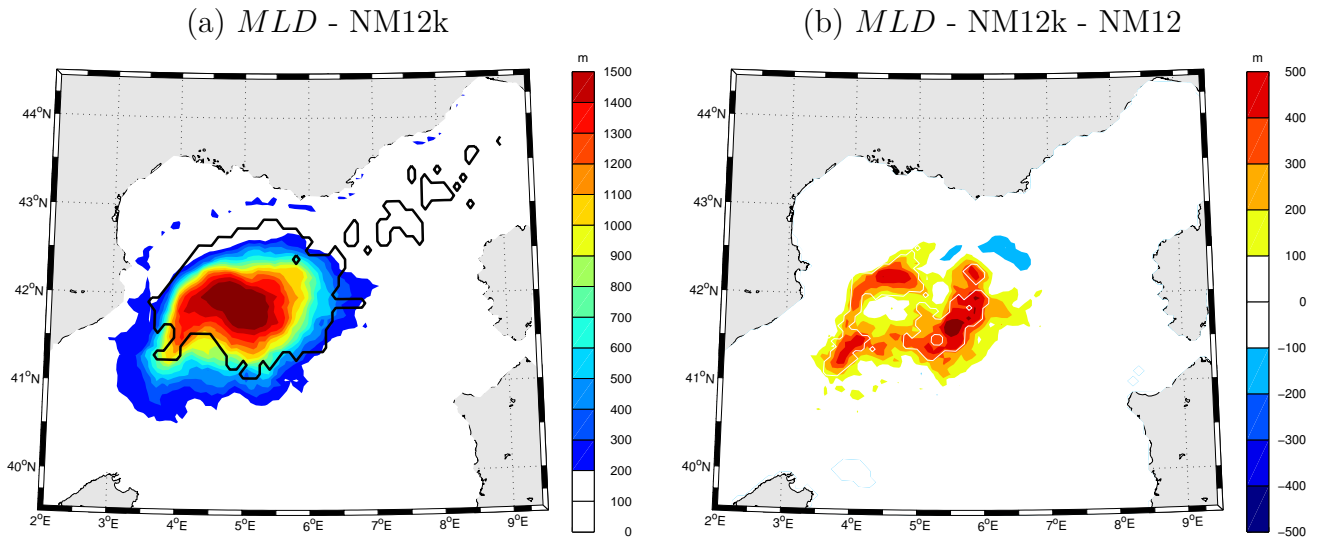 (a) MLD - NM12k
(b) MLD - NM12k - NM12
m
1500
1400
1300
1200
1100
1000
900
800
700
600
500
400
300
200
100
0
44°N
43°N
42°N
41°N
40°N
2°E
3°E
4°E
5°E
6°E
7°E
8°E
9°E
m
500
400
300
200
100
0
−100
−200
−300
−400
−500
44°N
43°N
42°N
41°N
40°N
2°E
3°E
4°E
5°E
6°E
7°E
8°E
9°E